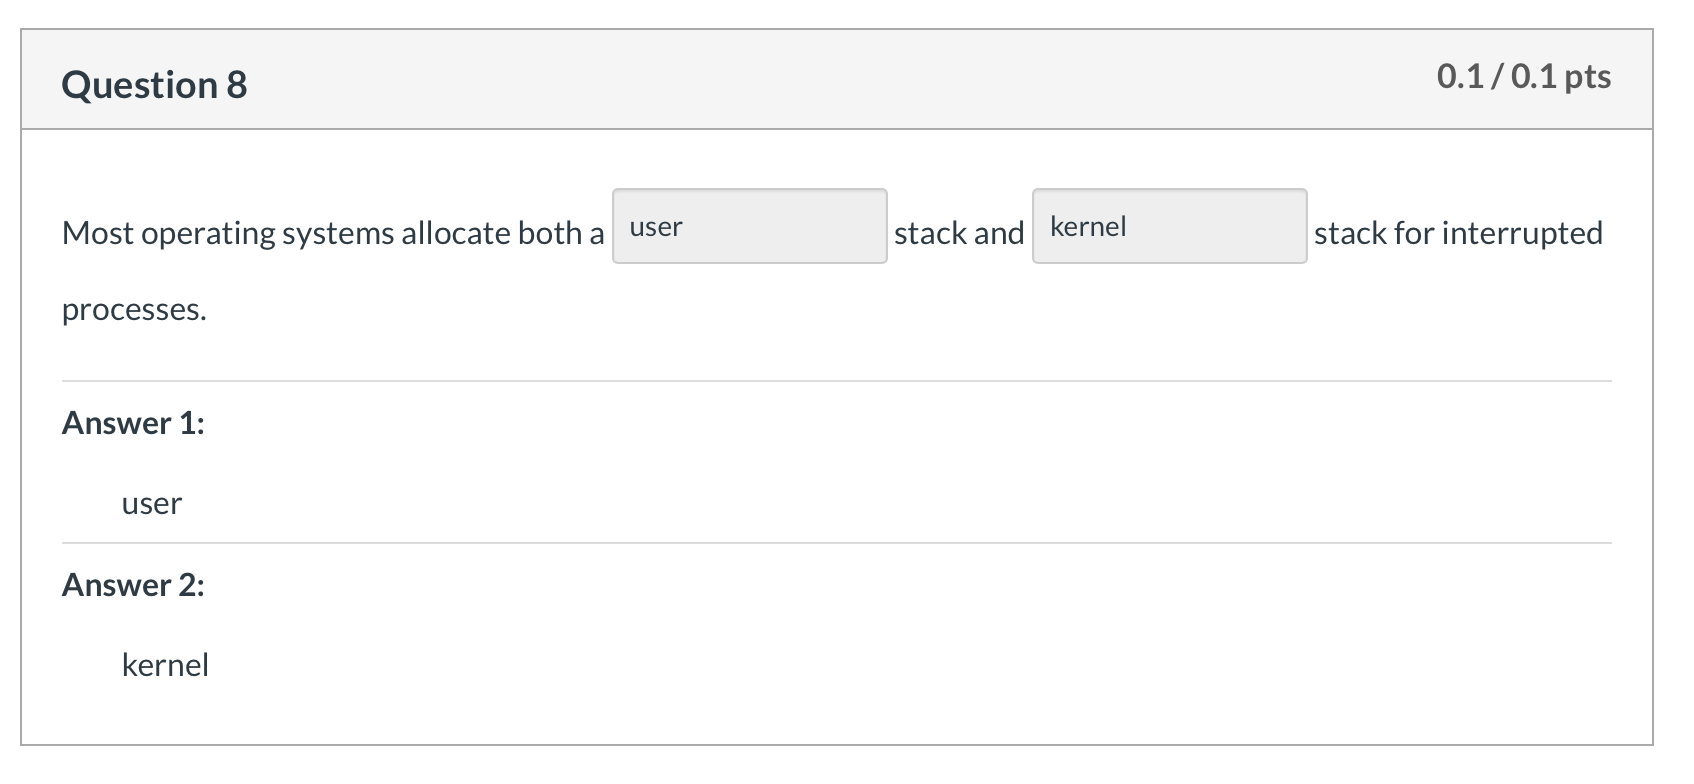 Question 8 0.1 / 0.1 pts
Most operating systems allocate both a user stack and kernel stack for interrupted
processes.
Answer 1:
user
Answer 2:
kernel